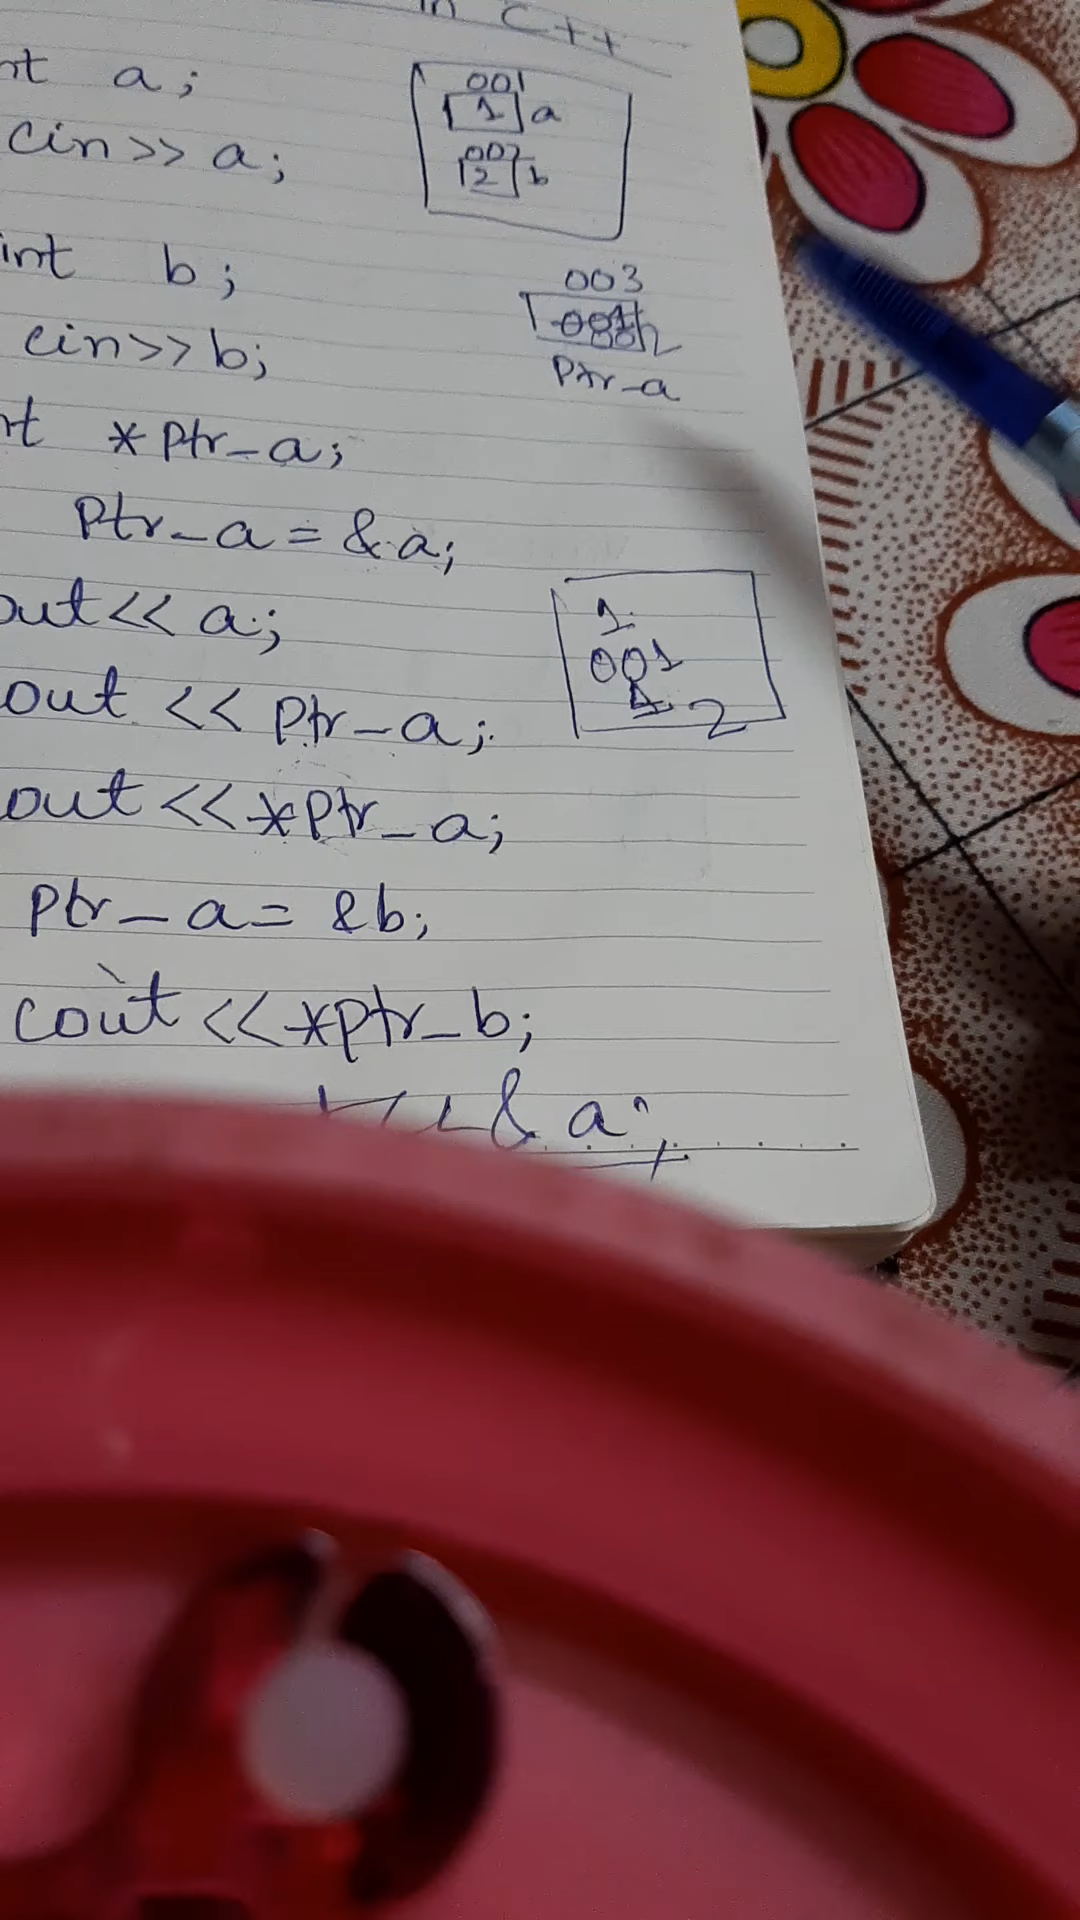 in C++
nt a;
cin>> a;
int b;
cin>> b;
nt *ptr_a;
ptr_a = &a;
out<< a;
out << ptr_a;
out <<*ptr_a;
ptr_a= &b;
cout <<*ptr_b;
<<& a;
001
1 a
002
2 b
003
ptr_a
1
001
2